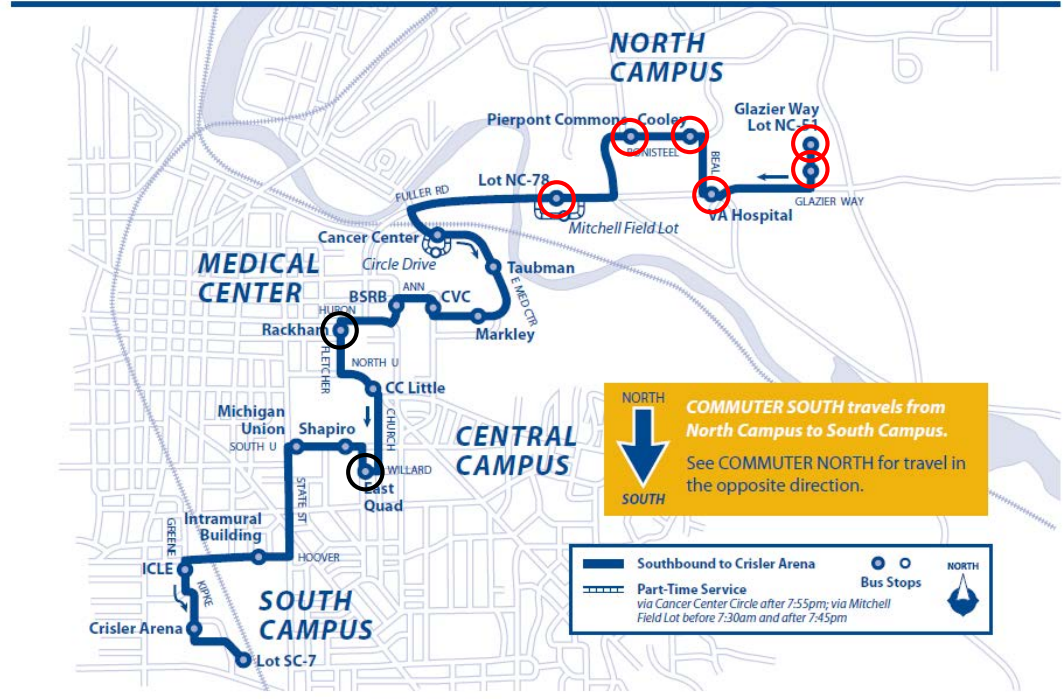 NORTH
CAMPUS
Pierpont Commons
Cooley
Glazier Way
Lot NC-51
BONISTEEL
BEAL
Lot NC-78
FULLER RD
VA Hospital
GLAZIER WAY
Mitchell Field Lot
Cancer Center
Circle Drive
Taubman
MEDICAL
CENTER
BSRB
ANN
CVC
E MED CTR
HURON
Rackham
Markley
FLETCHER
NORTH U
CC Little
Michigan
Union
Shapiro
CHURCH
SOUTH U
CENTRAL
CAMPUS
WILLARD
East
Quad
STATE ST
Intramural
Building
GREENE
HOOVER
ICLE
KIPKE
SOUTH
CAMPUS
Crisler Arena
Lot SC-7
NORTH
SOUTH
COMMUTER SOUTH travels from
North Campus to South Campus.
See COMMUTER NORTH for travel in
the opposite direction.
Southbound to Crisler Arena
Part-Time Service
via Cancer Center Circle after 7:55pm; via Mitchell
Field Lot before 7:30am and after 7:45pm
Bus Stops
NORTH